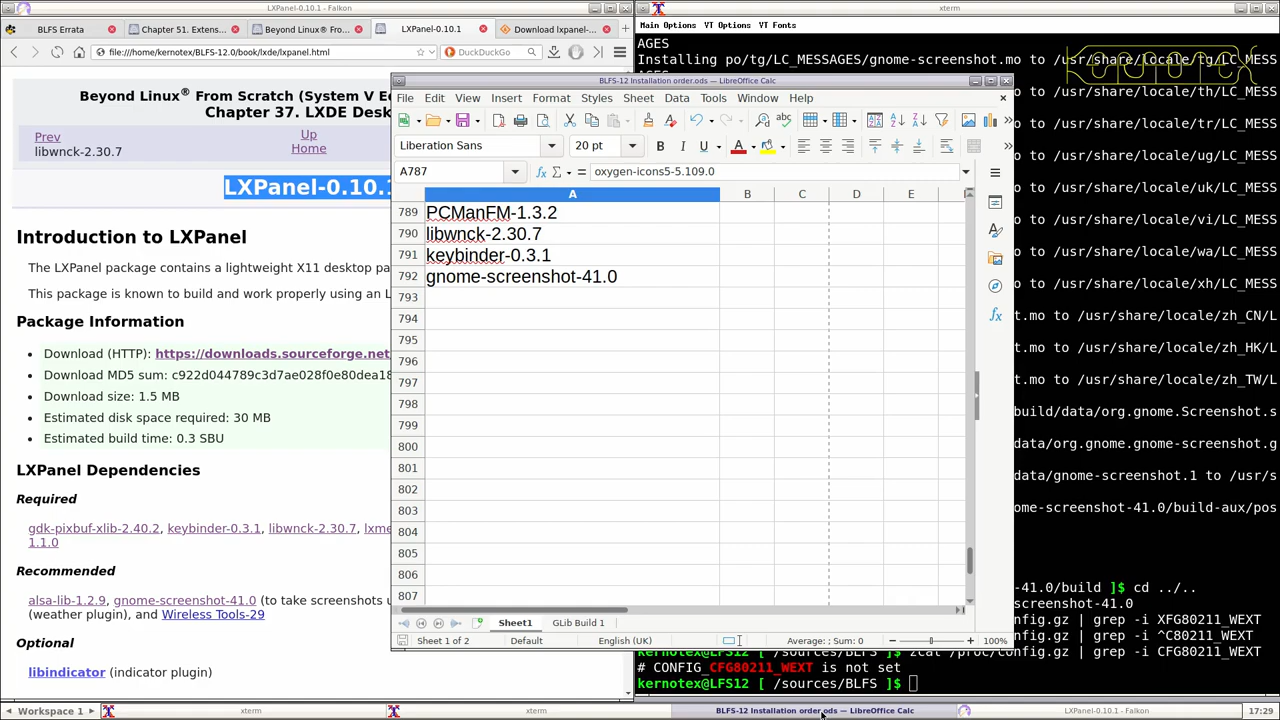 LXPanel-0.10.1 - Falkon
BLFS Errata
Chapter 51. Extensi...
Beyond Linux® Fro...
LXPanel-0.10.1
Download lxpanel-...
file:///home/kernotex/BLFS-12.0/book/lxde/lxpanel.html
DuckDuckGo
Beyond Linux® From Scratch (System V E
Chapter 37. LXDE Desk
Prev
Up
libwnck-2.30.7
Home
LXPanel-0.10.1
Introduction to LXPanel
The LXPanel package contains a lightweight X11 desktop pa
This package is known to build and work properly using an L
Package Information
Download (HTTP): https://downloads.sourceforge.net
Download MD5 sum: c922d044789c3d7ae028f0e80dea18
Download size: 1.5 MB
Estimated disk space required: 30 MB
Estimated build time: 0.3 SBU
LXPanel Dependencies
Required
gdk-pixbuf-xlib-2.40.2, keybinder-0.3.1, libwnck-2.30.7, lxme
1.1.0
Recommended
alsa-lib-1.2.9, gnome-screenshot-41.0 (to take screenshots u
(weather plugin), and Wireless Tools-29
Optional
libindicator (indicator plugin)
BLFS-12 Installation order.ods — LibreOffice Calc
File Edit View Insert Format Styles Sheet Data Tools Window Help
Liberation Sans
20 pt
A787
oxygen-icons5-5.109.0
A B C D E
789 PCManFM-1.3.2
790 libwnck-2.30.7
791 keybinder-0.3.1
792 gnome-screenshot-41.0
793
794
795
796
797
798
799
800
801
802
803
804
805
806
807
Sheet1
GLib Build 1
Sheet 1 of 2
Default
English (UK)
Average: ; Sum: 0
100%
xterm
Main Options VT Options VT Fonts
AGES
Installing po/tg/LC_MESSAGES/gnome-screenshot.mo to /usr/share/locale/tg/LC_MESS
o to /usr/share/locale/th/LC_MESS
o to /usr/share/locale/tr/LC_MESS
o to /usr/share/locale/ug/LC_MESS
o to /usr/share/locale/uk/LC_MESS
o to /usr/share/locale/vi/LC_MESS
o to /usr/share/locale/wa/LC_MESS
o to /usr/share/locale/xh/LC_MESS
t.mo to /usr/share/locale/zh_CN/L
t.mo to /usr/share/locale/zh_HK/L
t.mo to /usr/share/locale/zh_TW/L
build/data/org.gnome.Screenshot.s
data/org.gnome.gnome-screenshot.
data/gnome-screenshot.1 to /usr/s
ome-screenshot-41.0/build-aux/pos
-41.0/build ]$ cd ../..
screenshot-41.0
nfig.gz | grep -i XFG80211_WEXT
nfig.gz | grep -i ^C80211_WEXT
kernotex@LFS12 [ /sources/BLFS ]$ zcat /proc/config.gz | grep -i CFG80211_WEXT
# CONFIG_CFG80211_WEXT is not set
kernotex@LFS12 [ /sources/BLFS ]$
Workspace 1
xterm
xterm
BLFS-12 Installation order.ods — LibreOffice Calc
LXPanel-0.10.1 - Falkon
17:29